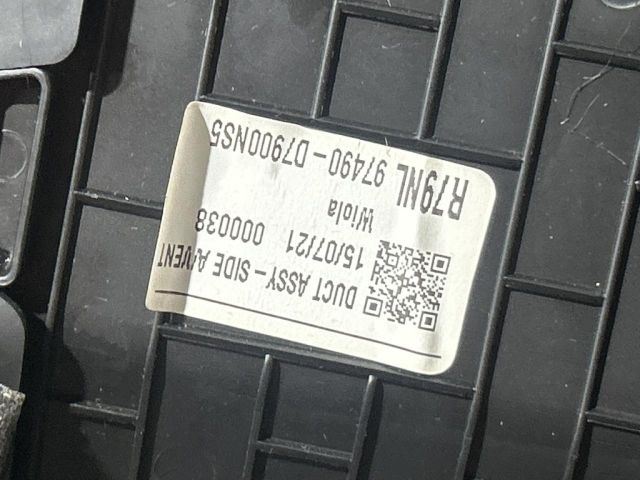 R79NL 97490-D7900NS5
Wiola
15/07/21 000038
DUCT ASSY-SIDE A/VENT